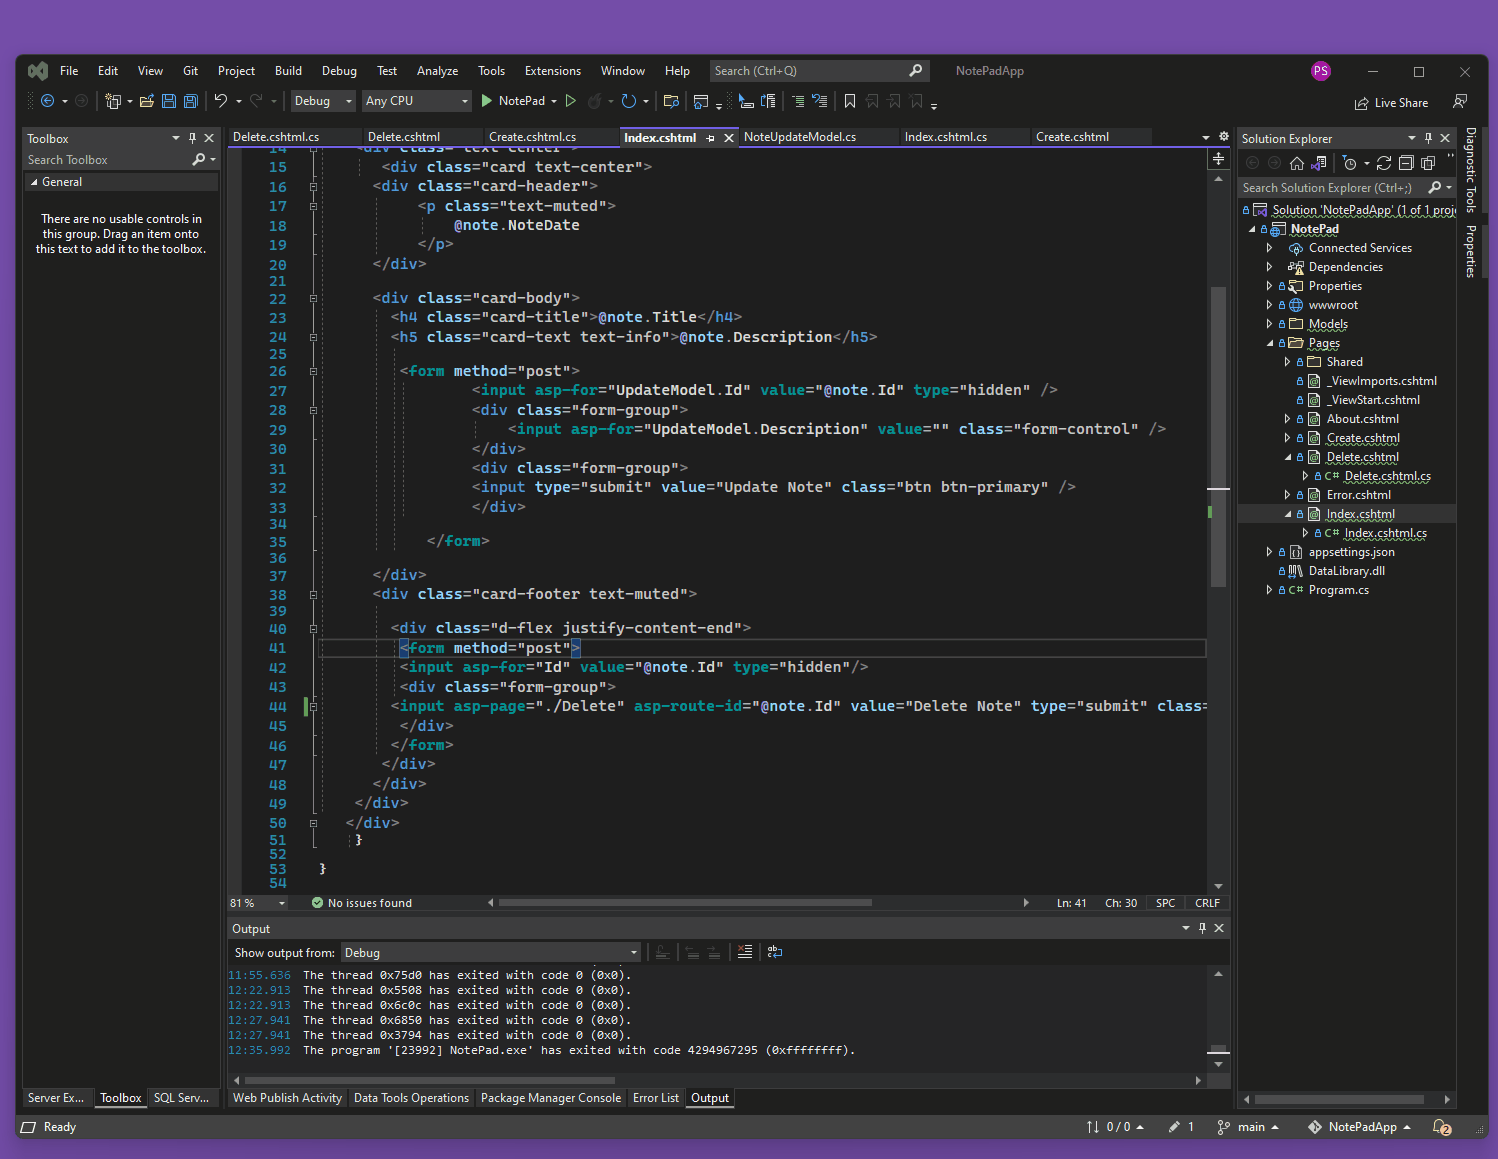 File Edit View Git Project Build Debug Test Analyze Tools Extensions Window Help Search (Ctrl+Q) NotePadApp PS
Debug Any CPU NotePad Live Share
Toolbox
Search Toolbox
General
There are no usable controls in
this group. Drag an item onto
this text to add it to the toolbox.
Delete.cshtml.cs Delete.cshtml Create.cshtml.cs Index.cshtml NoteUpdateModel.cs Index.cshtml.cs Create.cshtml
14 <div class="text-center">
15 <div class="card text-center">
16 <div class="card-header">
17 <p class="text-muted">
18 @note.NoteDate
19 </p>
20 </div>
21
22 <div class="card-body">
23 <h4 class="card-title">@note.Title</h4>
24 <h5 class="card-text text-info">@note.Description</h5>
25
26 <form method="post">
27 <input asp-for="UpdateModel.Id" value="@note.Id" type="hidden" />
28 <div class="form-group">
29 <input asp-for="UpdateModel.Description" value="" class="form-control" />
30 </div>
31 <div class="form-group">
32 <input type="submit" value="Update Note" class="btn btn-primary" />
33 </div>
34
35 </form>
36
37 </div>
38 <div class="card-footer text-muted">
39
40 <div class="d-flex justify-content-end">
41 <form method="post">
42 <input asp-for="Id" value="@note.Id" type="hidden"/>
43 <div class="form-group">
44 <input asp-page="./Delete" asp-route-id="@note.Id" value="Delete Note" type="submit" class=
45 </div>
46 </form>
47 </div>
48 </div>
49 </div>
50 </div>
51 }
52
53 }
54
81 % No issues found Ln: 41 Ch: 30 SPC CRLF
Output
Show output from: Debug
11:55.636 The thread 0x75d0 has exited with code 0 (0x0).
12:22.913 The thread 0x5508 has exited with code 0 (0x0).
12:22.913 The thread 0x6c0c has exited with code 0 (0x0).
12:27.941 The thread 0x6850 has exited with code 0 (0x0).
12:27.941 The thread 0x3794 has exited with code 0 (0x0).
12:35.992 The program '[23992] NotePad.exe' has exited with code 4294967295 (0xffffffff).
Solution Explorer
Search Solution Explorer (Ctrl+;)
Solution 'NotePadApp' (1 of 1 proj
NotePad
Connected Services
Dependencies
Properties
wwwroot
Models
Pages
Shared
_ViewImports.cshtml
_ViewStart.cshtml
About.cshtml
Create.cshtml
Delete.cshtml
C# Delete.cshtml.cs
Error.cshtml
Index.cshtml
C# Index.cshtml.cs
appsettings.json
DataLibrary.dll
C# Program.cs
Diagnostic Tools
Properties
Server Ex... Toolbox SQL Serv... Web Publish Activity Data Tools Operations Package Manager Console Error List Output
Ready 0 / 0 1 main NotePadApp 2